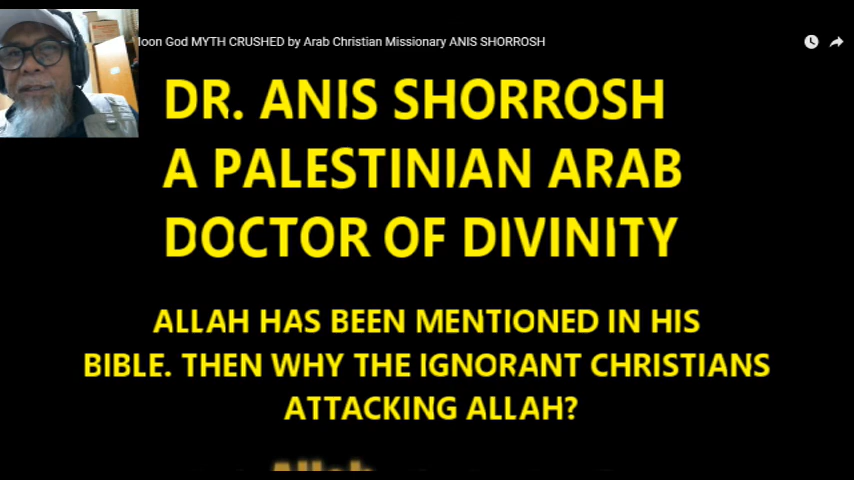 God MYTH CRUSHED by Arab Christian Missionary ANIS SHORROSH
DR. ANIS SHORROSH
A PALESTINIAN ARAB
DOCTOR OF DIVINITY
ALLAH HAS BEEN MENTIONED IN HIS
BIBLE. THEN WHY THE IGNORANT CHRISTIANS
ATTACKING ALLAH?
Allah